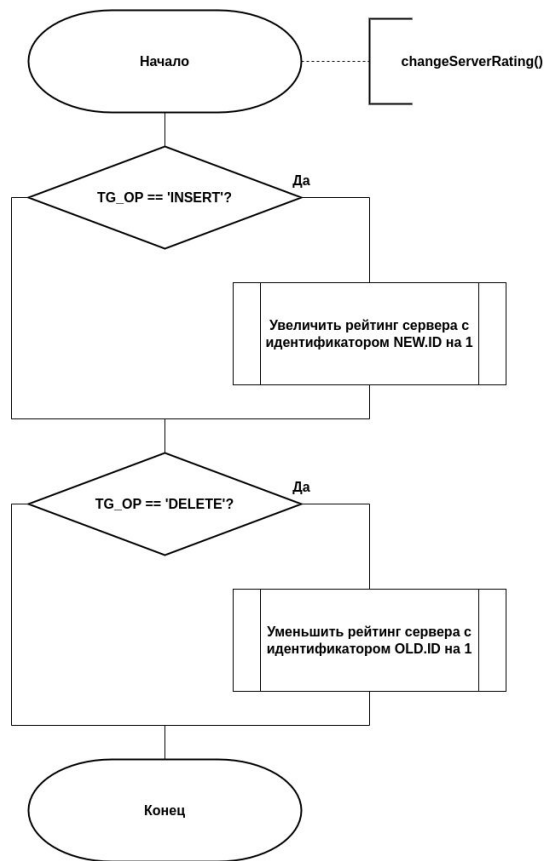 Начало
changeServerRating()
Да
TG_OP == 'INSERT'?
Увеличить рейтинг сервера с
идентификатором NEW.ID на 1
Да
TG_OP == 'DELETE'?
Уменьшить рейтинг сервера с
идентификатором OLD.ID на 1
Конец